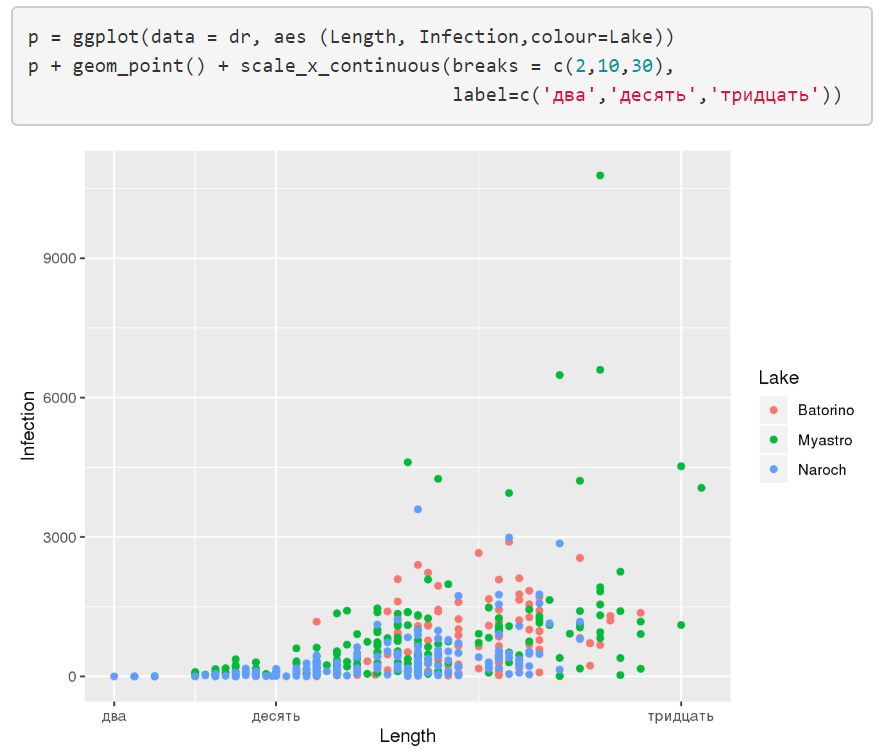 p = ggplot(data = dr, aes (Length, Infection,colour=Lake))
p + geom_point() + scale_x_continuous(breaks = c(2,10,30),
label=c('два','десять','тридцать'))
9000
6000
3000
0
Infection
два десять тридцать
Length
Lake
Batorino
Myastro
Naroch